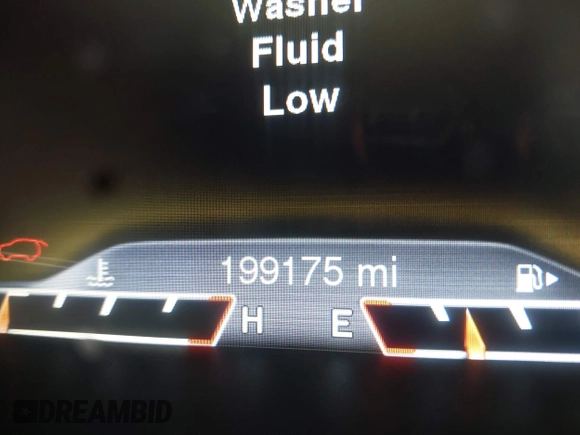 Washer
Fluid
Low
199175 mi
H E
DREAMBID